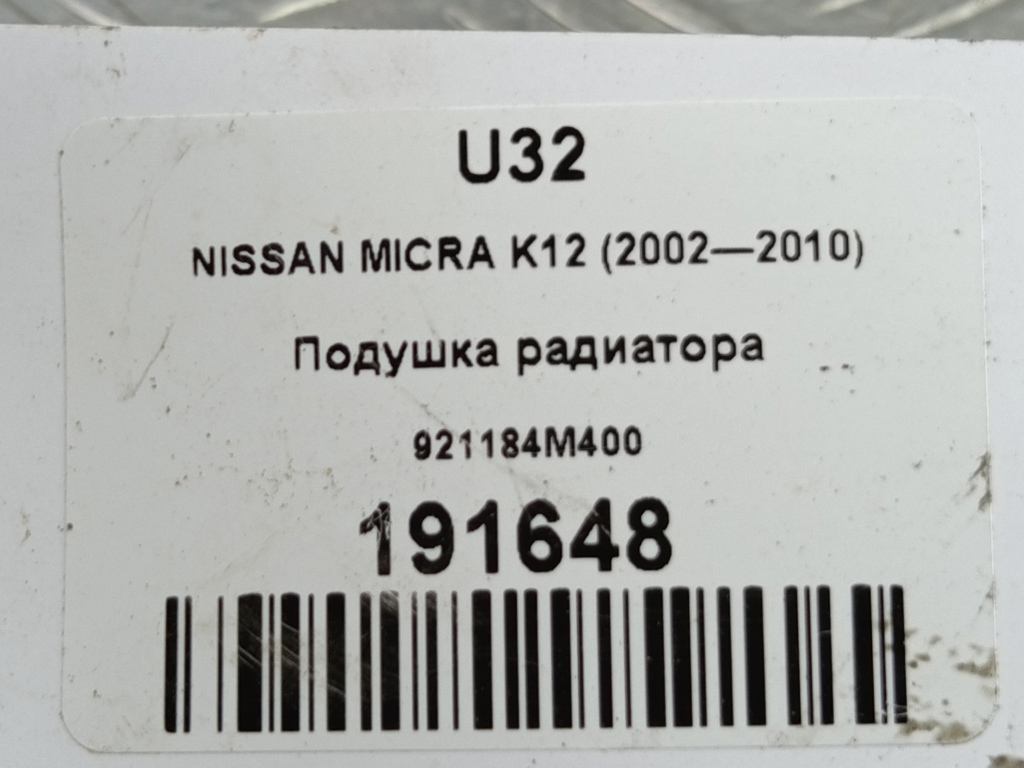 U32
NISSAN MICRA K12 (2002—2010)
Подушка радиатора
921184M400
191648